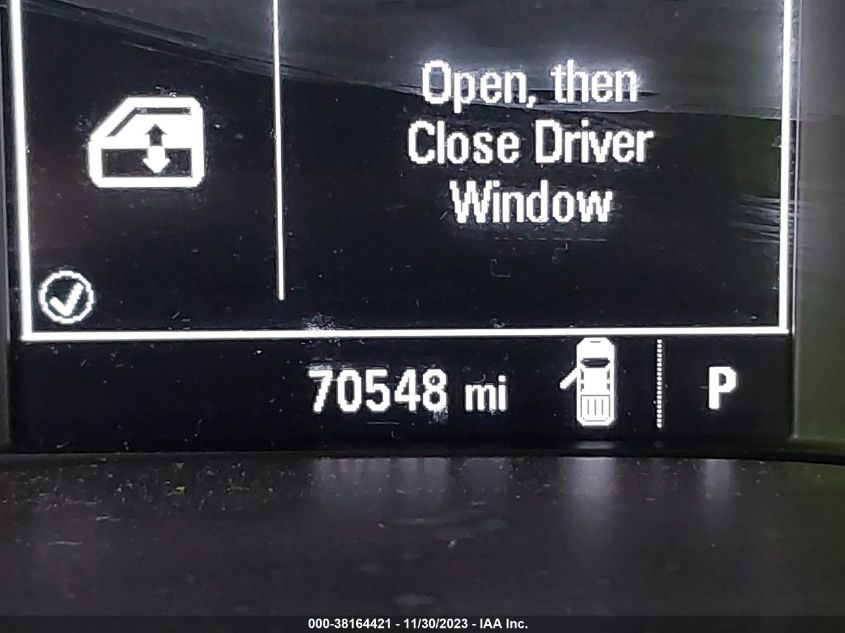 Open, then
Close Driver
Window
70548 mi
P
000-38164421 - 11/30/2023 - IAA Inc.